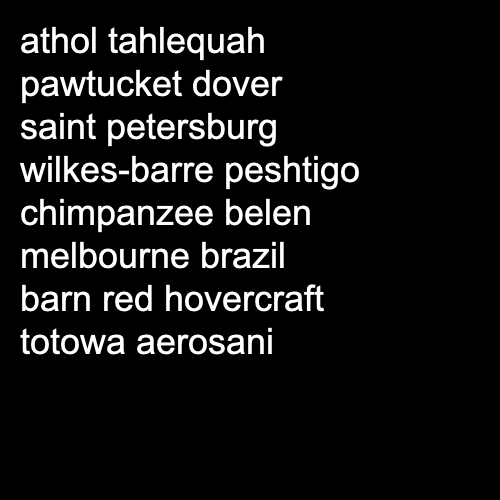 athol tahlequah
pawtucket dover
saint petersburg
wilkes-barre peshtigo
chimpanzee belen
melbourne brazil
barn red hovercraft
totowa aerosani